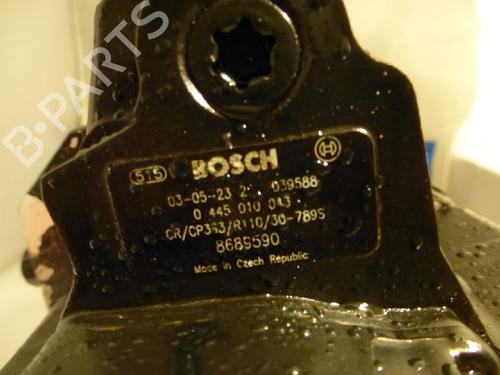 B-PARTS
515 BOSCH
03-05-23 039588
0 445 010 043
CR/CP3S3/R110/30-789S
8689590
Made in Czech Republic